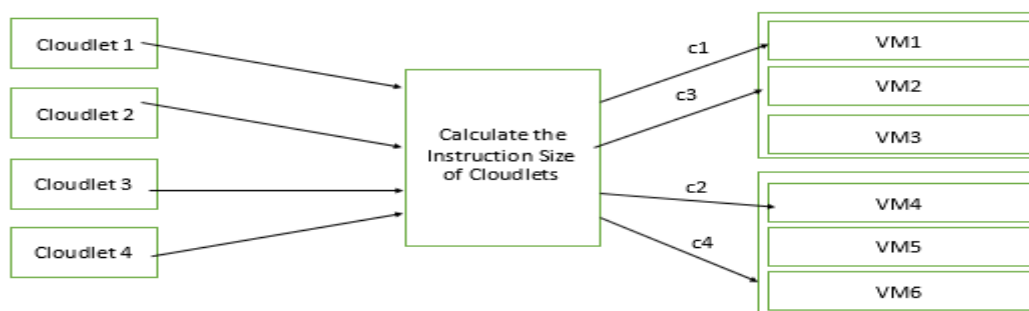 Cloudlet 1
Cloudlet 2
Cloudlet 3
Cloudlet 4
Calculate the
Instruction Size
of Cloudlets
c1
c3
c2
c4
VM1
VM2
VM3
VM4
VM5
VM6